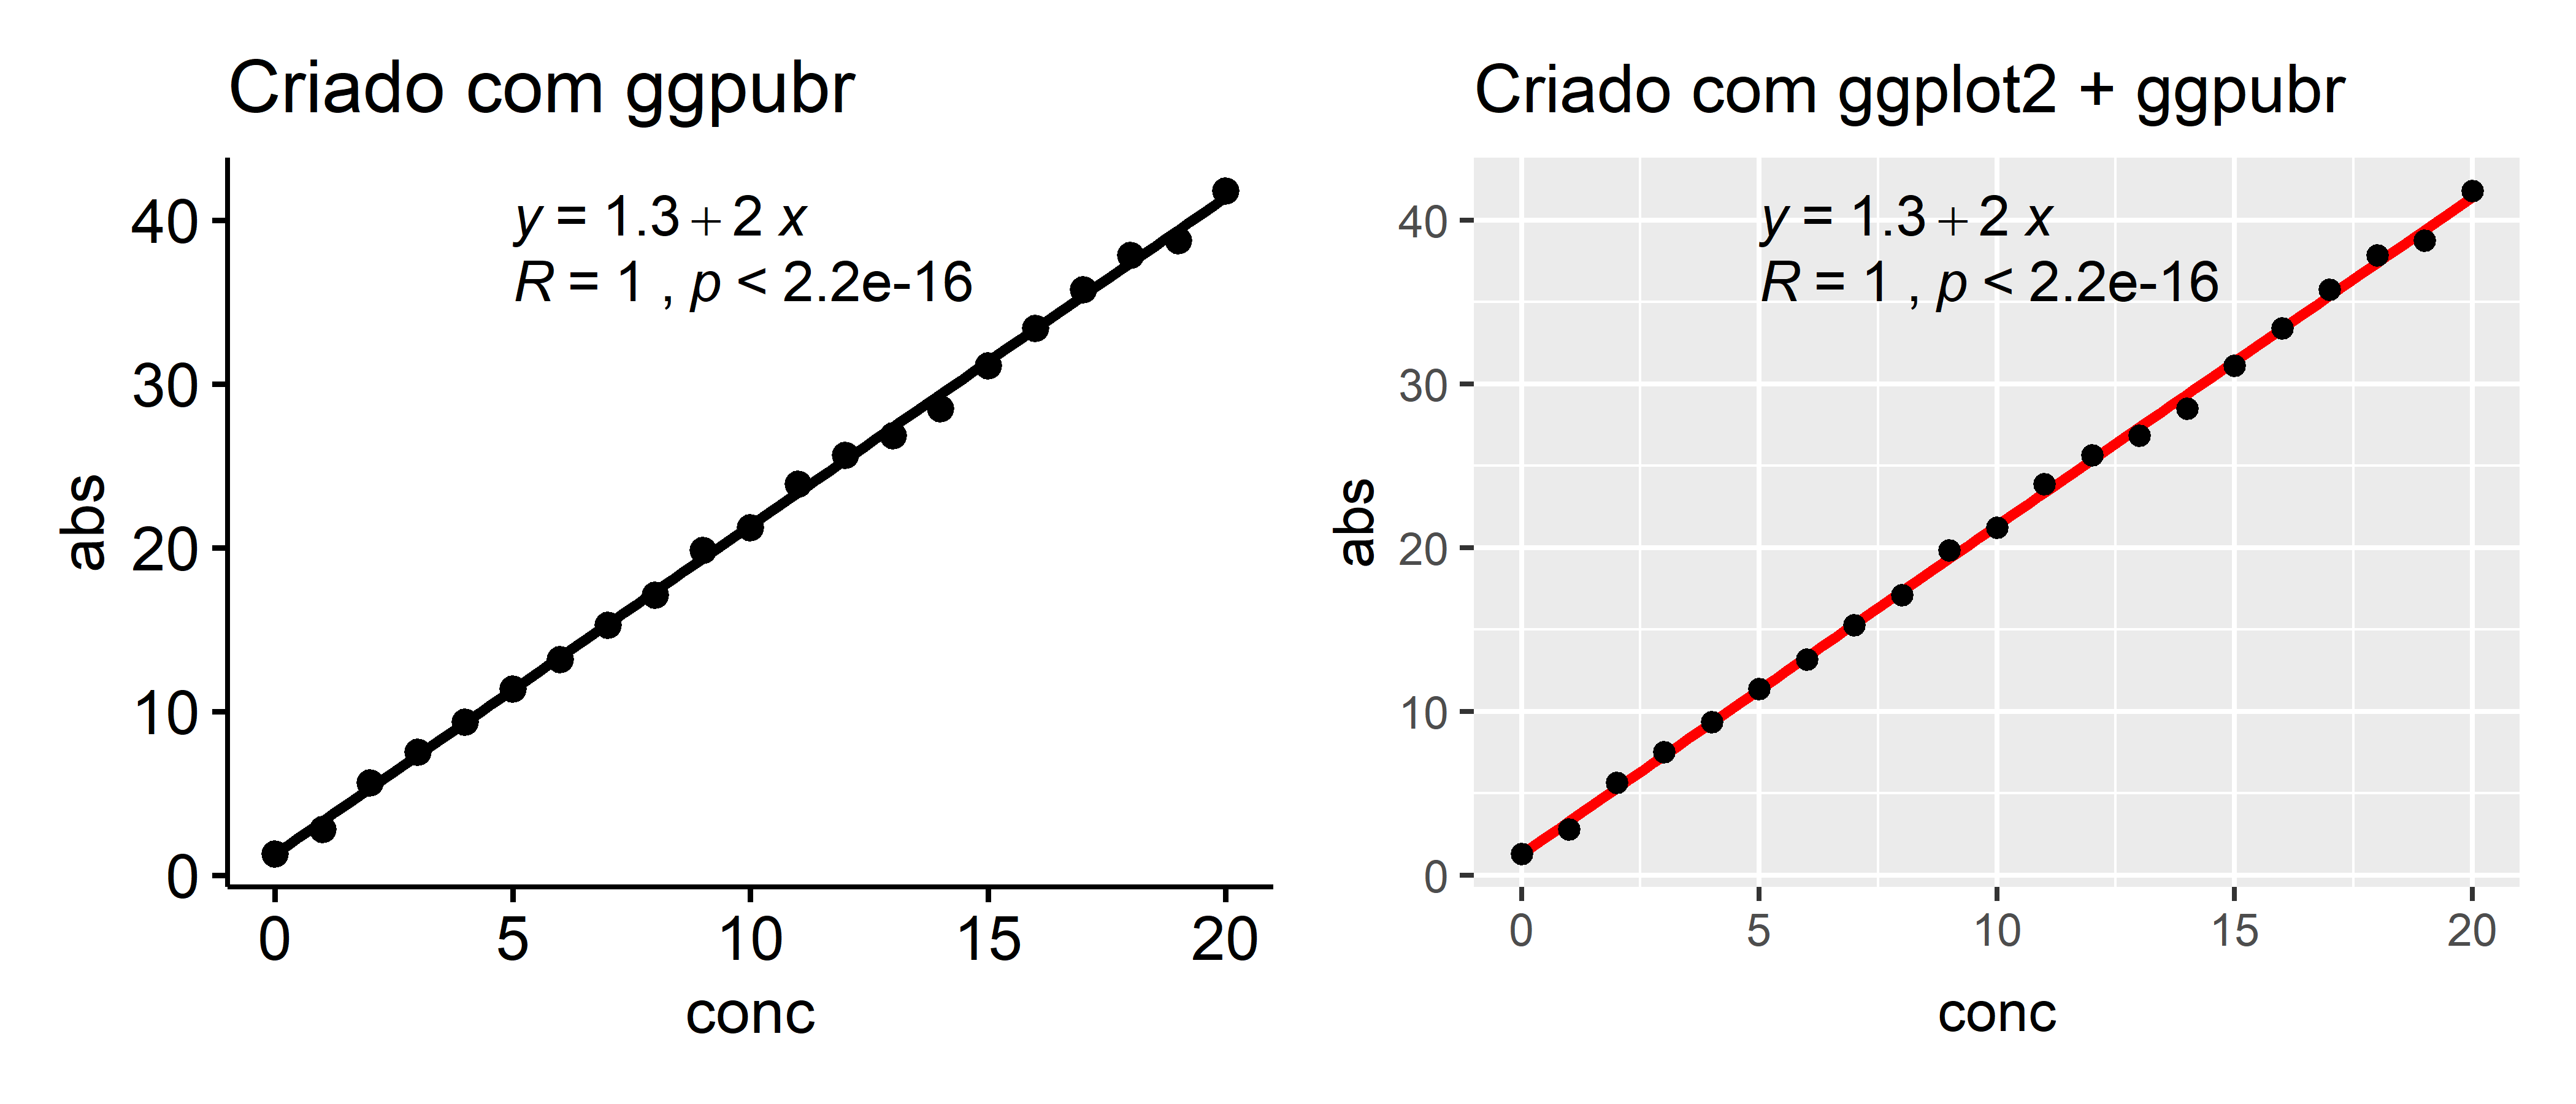 Criado com ggpubr
y = 1.3 + 2 x
R = 1 , p < 2.2e-16
40
30
20
10
0
abs
0 5 10 15 20
conc
Criado com ggplot2 + ggpubr
y = 1.3 + 2 x
R = 1 , p < 2.2e-16
40
30
20
10
0
abs
0 5 10 15 20
conc